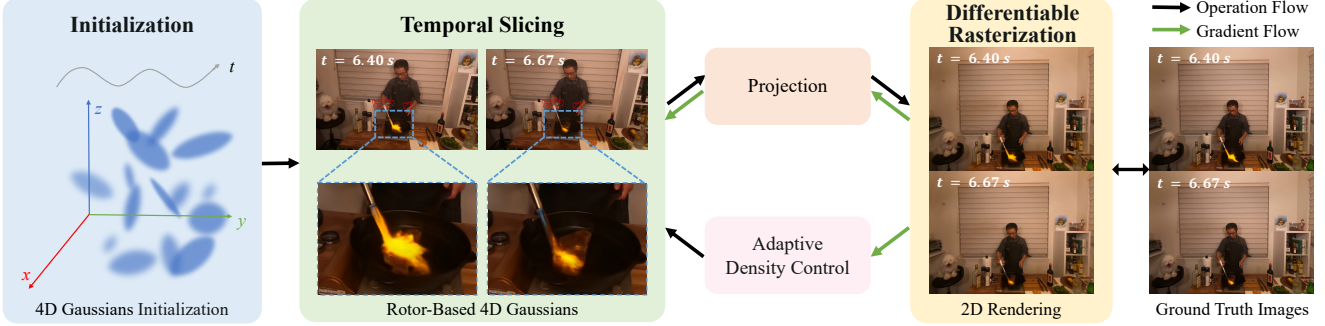 Initialization
t
z
y
x
4D Gaussians Initialization
Temporal Slicing
t = 6.40 s
t = 6.67 s
Rotor-Based 4D Gaussians
Projection
Adaptive
Density Control
Differentiable
Rasterization
t = 6.40 s
t = 6.67 s
2D Rendering
Operation Flow
Gradient Flow
t = 6.40 s
t = 6.67 s
Ground Truth Images